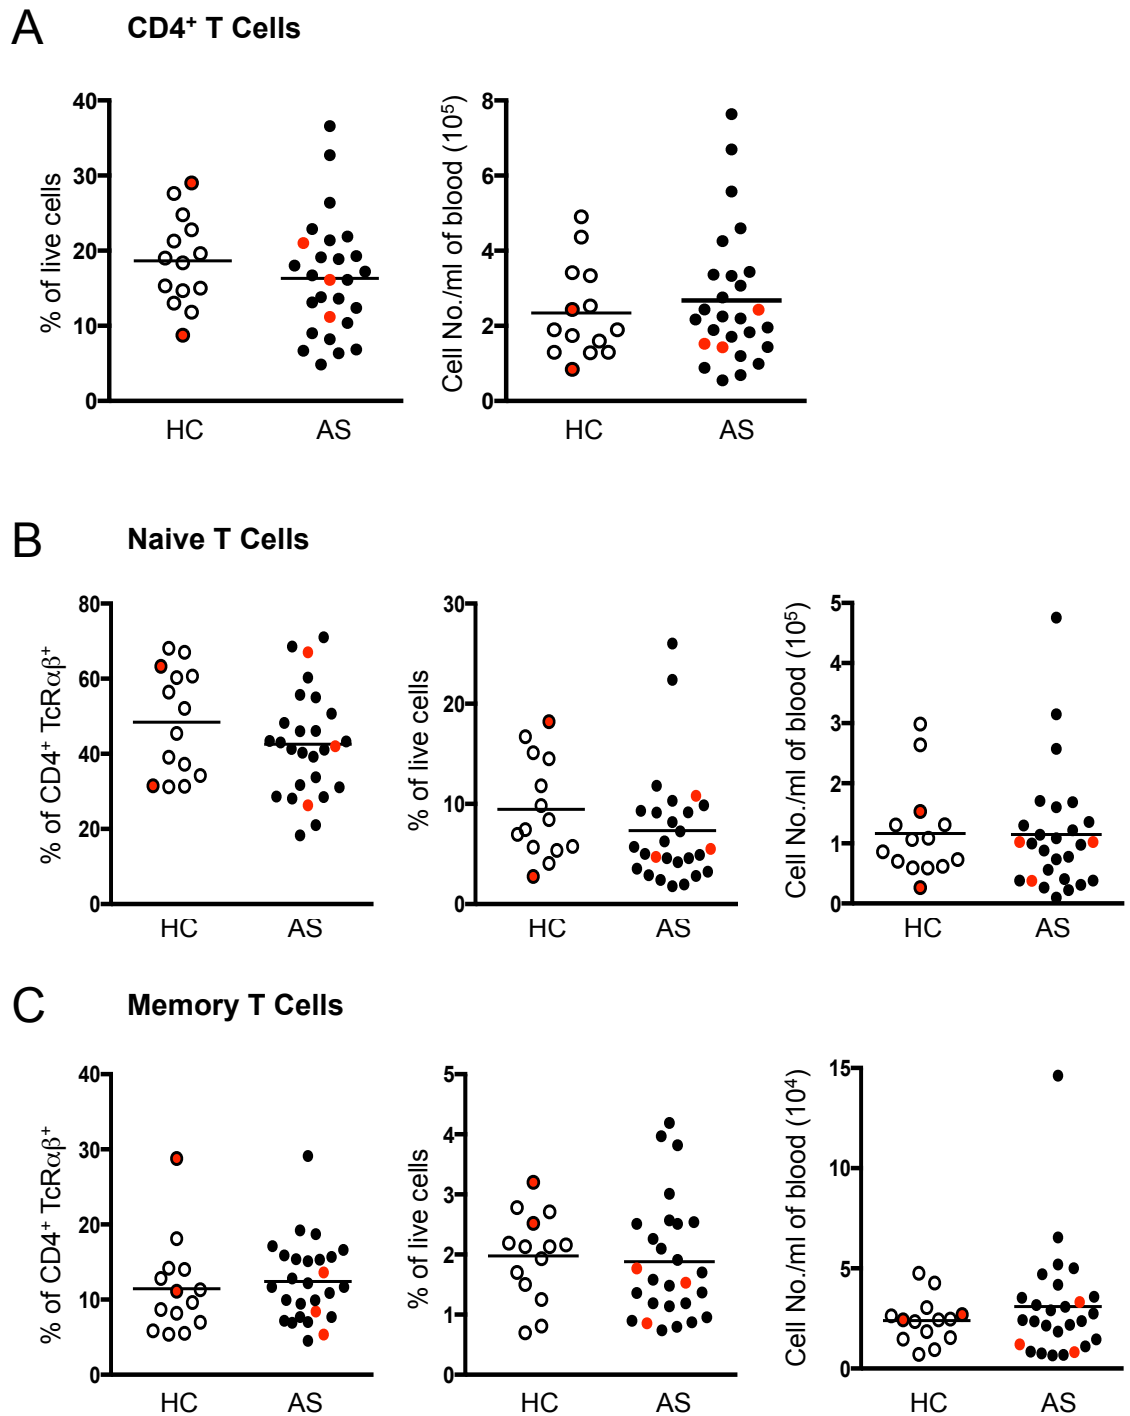 A CD4⁺ T Cells
% of live cells
40
30
20
10
0
HC AS
Cell No./ml of blood (10⁵)
8
6
4
2
0
HC AS
B Naive T Cells
% of CD4⁺ TcRαβ⁺
80
60
40
20
0
HC AS
% of live cells
30
20
10
0
HC AS
Cell No./ml of blood (10⁵)
5
4
3
2
1
0
HC AS
C Memory T Cells
% of CD4⁺ TcRαβ⁺
40
30
20
10
0
HC AS
% of live cells
5
4
3
2
1
0
HC AS
Cell No./ml of blood (10⁴)
15
10
5
0
HC AS